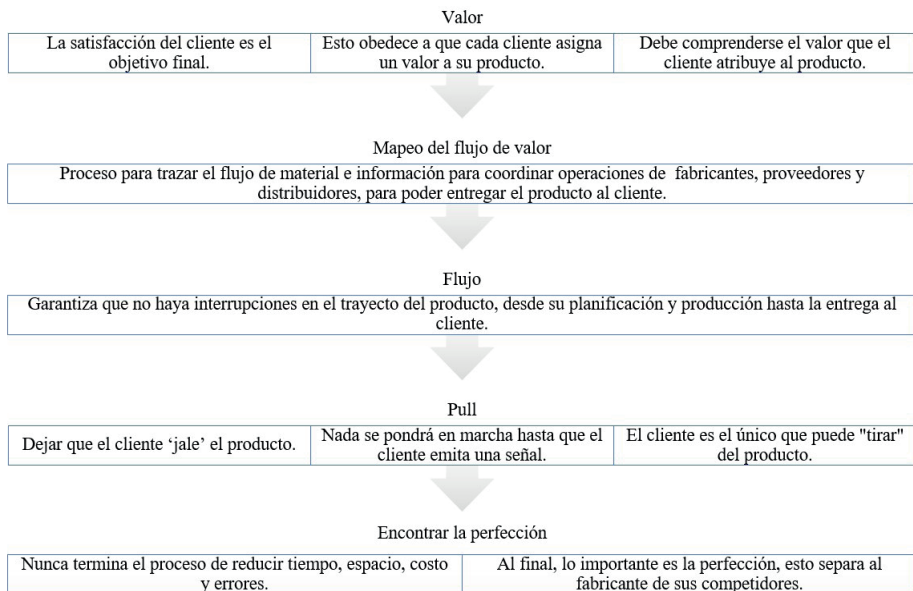 Valor
La satisfacción del cliente es el
objetivo final.
Esto obedece a que cada cliente asigna
un valor a su producto.
Debe comprenderse el valor que el
cliente atribuye al producto.
Mapeo del flujo de valor
Proceso para trazar el flujo de material e información para coordinar operaciones de fabricantes, proveedores y
distribuidores, para poder entregar el producto al cliente.
Flujo
Garantiza que no haya interrupciones en el trayecto del producto, desde su planificación y producción hasta la entrega al
cliente.
Pull
Dejar que el cliente ‘jale’ el producto.
Nada se pondrá en marcha hasta que el
cliente emita una señal.
El cliente es el único que puede "tirar"
del producto.
Encontrar la perfección
Nunca termina el proceso de reducir tiempo, espacio, costo
y errores.
Al final, lo importante es la perfección, esto separa al
fabricante de sus competidores.